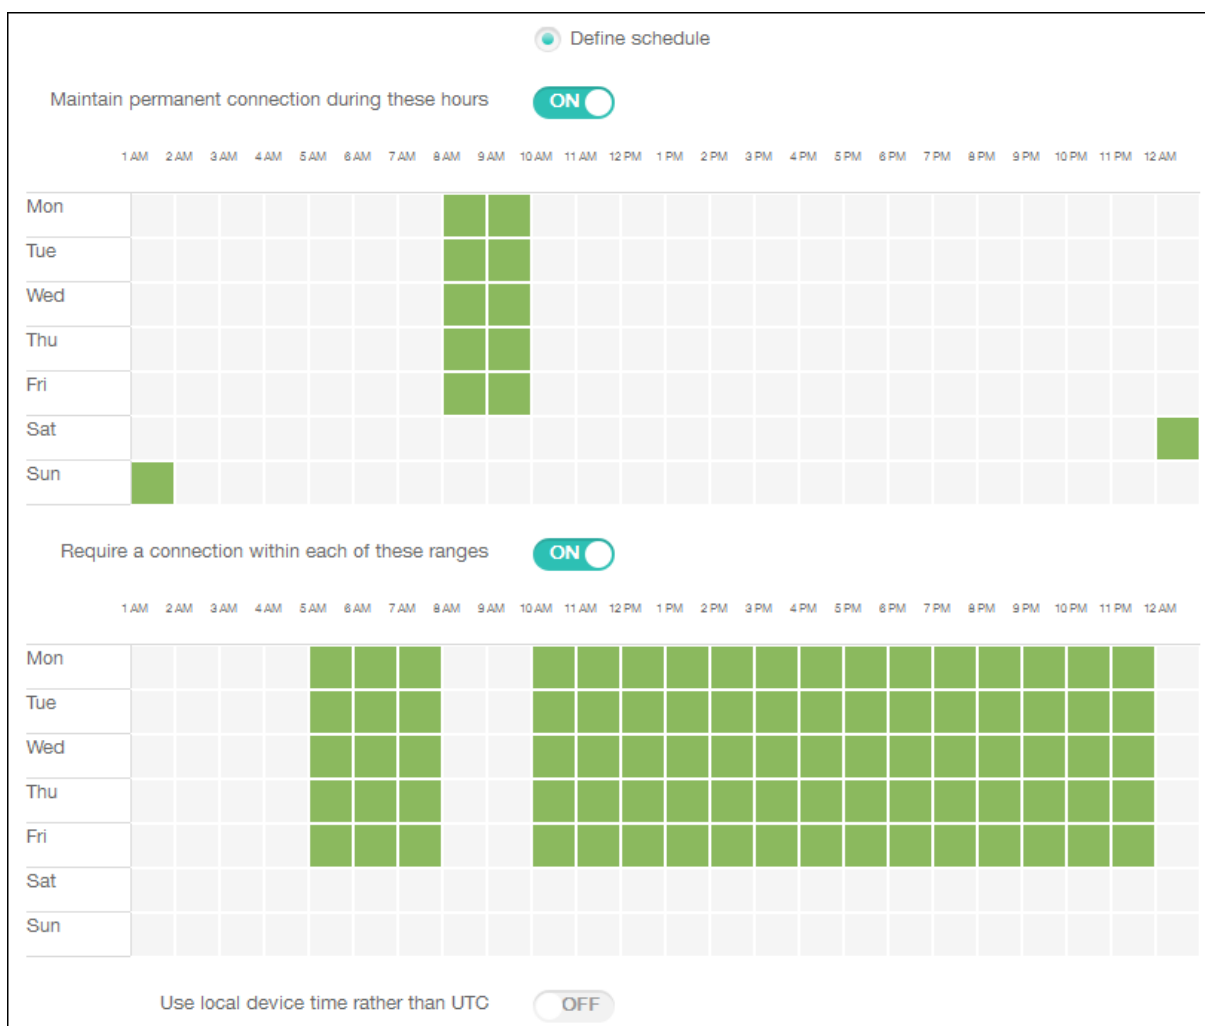 Define schedule
Maintain permanent connection during these hours ON
1 AM 2 AM 3 AM 4 AM 5 AM 6 AM 7 AM 8 AM 9 AM 10 AM 11 AM 12 PM 1 PM 2 PM 3 PM 4 PM 5 PM 6 PM 7 PM 8 PM 9 PM 10 PM 11 PM 12 AM
Mon
Tue
Wed
Thu
Fri
Sat
Sun
Require a connection within each of these ranges ON
1 AM 2 AM 3 AM 4 AM 5 AM 6 AM 7 AM 8 AM 9 AM 10 AM 11 AM 12 PM 1 PM 2 PM 3 PM 4 PM 5 PM 6 PM 7 PM 8 PM 9 PM 10 PM 11 PM 12 AM
Mon
Tue
Wed
Thu
Fri
Sat
Sun
Use local device time rather than UTC OFF